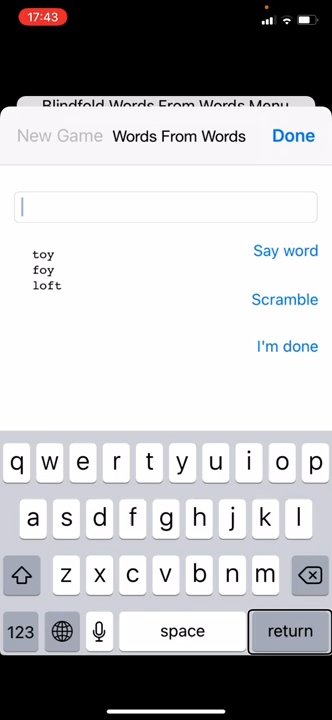 17:43
Blindfold Words From Words Menu
New Game Words From Words Done
toy
foy
loft
Say word
Scramble
I'm done
q w e r t y u i o p
a s d f g h j k l
z x c v b n m
123 space return